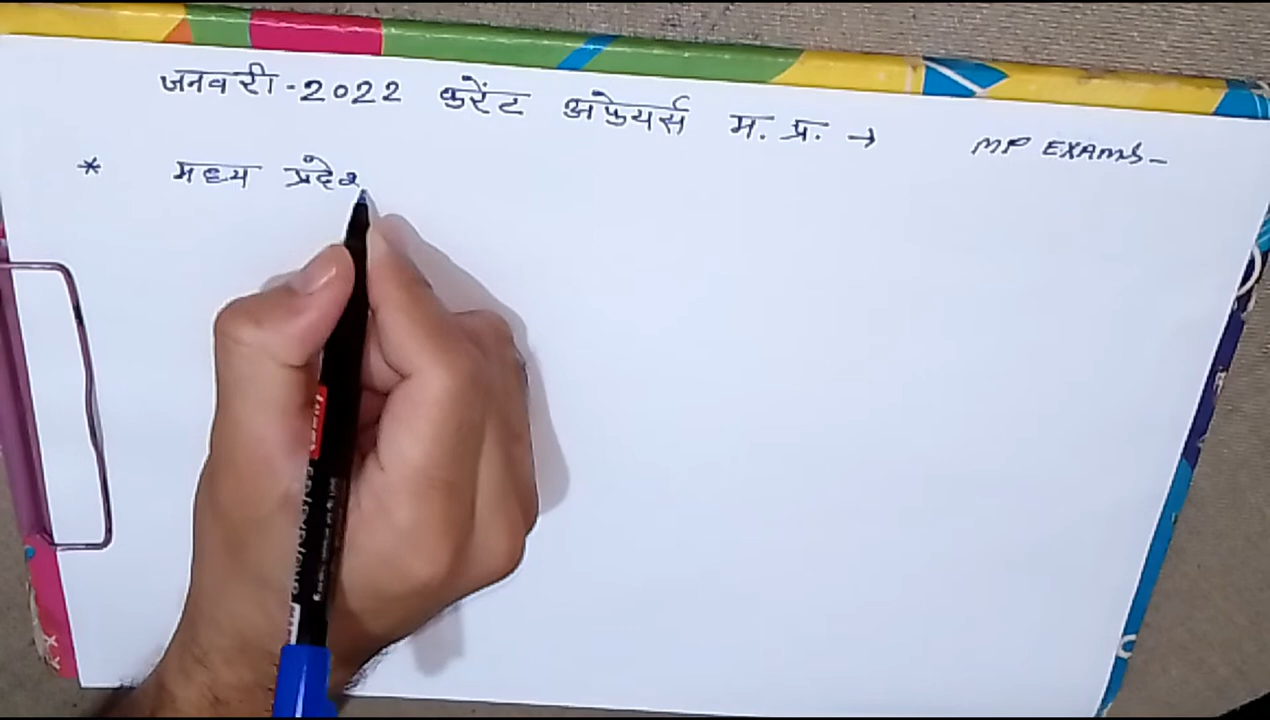 जनवरी-2022 करेंट अफेयर्स म. प्र. → MP EXAMS-
* मध्य प्रदेश